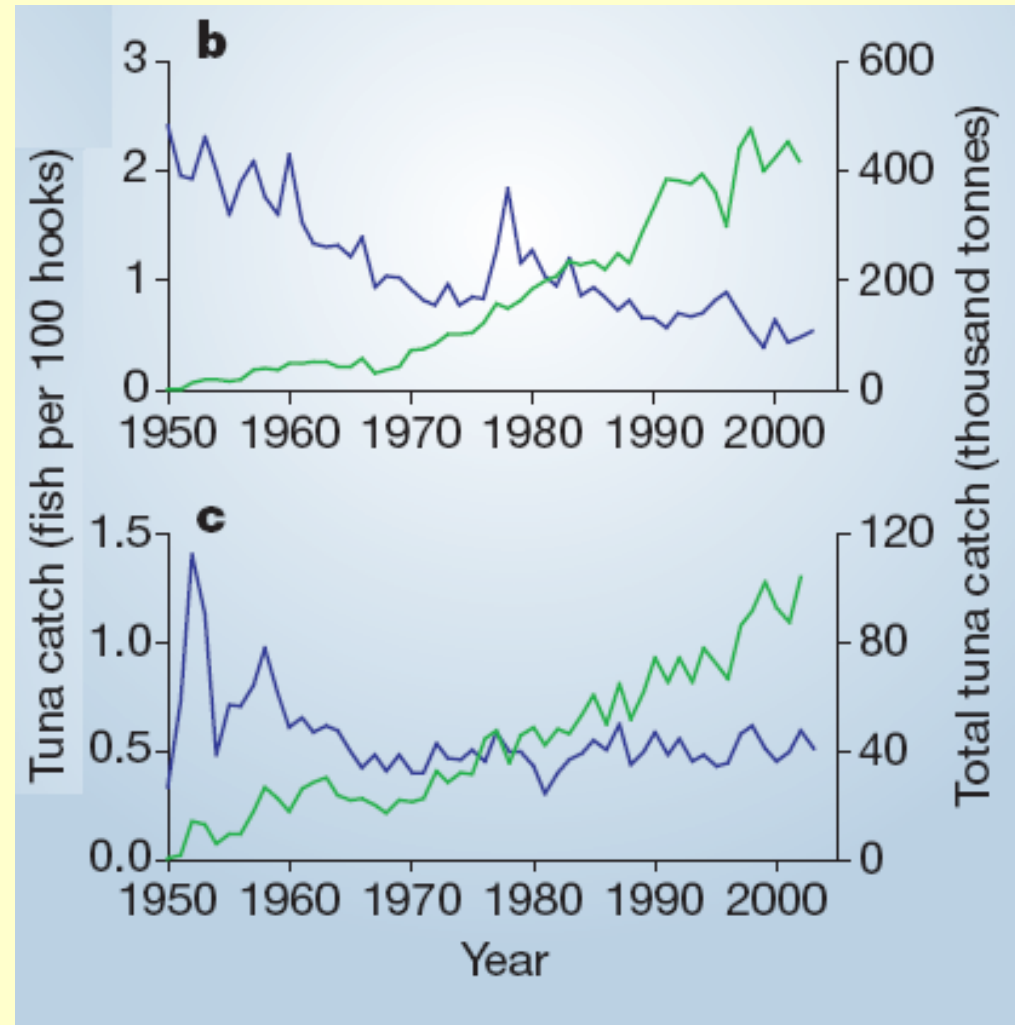 b
3
2
1
0
600
400
200
0
1950 1960 1970 1980 1990 2000
c
1.5
1.0
0.5
0.0
120
80
40
0
1950 1960 1970 1980 1990 2000
Year
Tuna catch (fish per 100 hooks)
Total tuna catch (thousand tonnes)